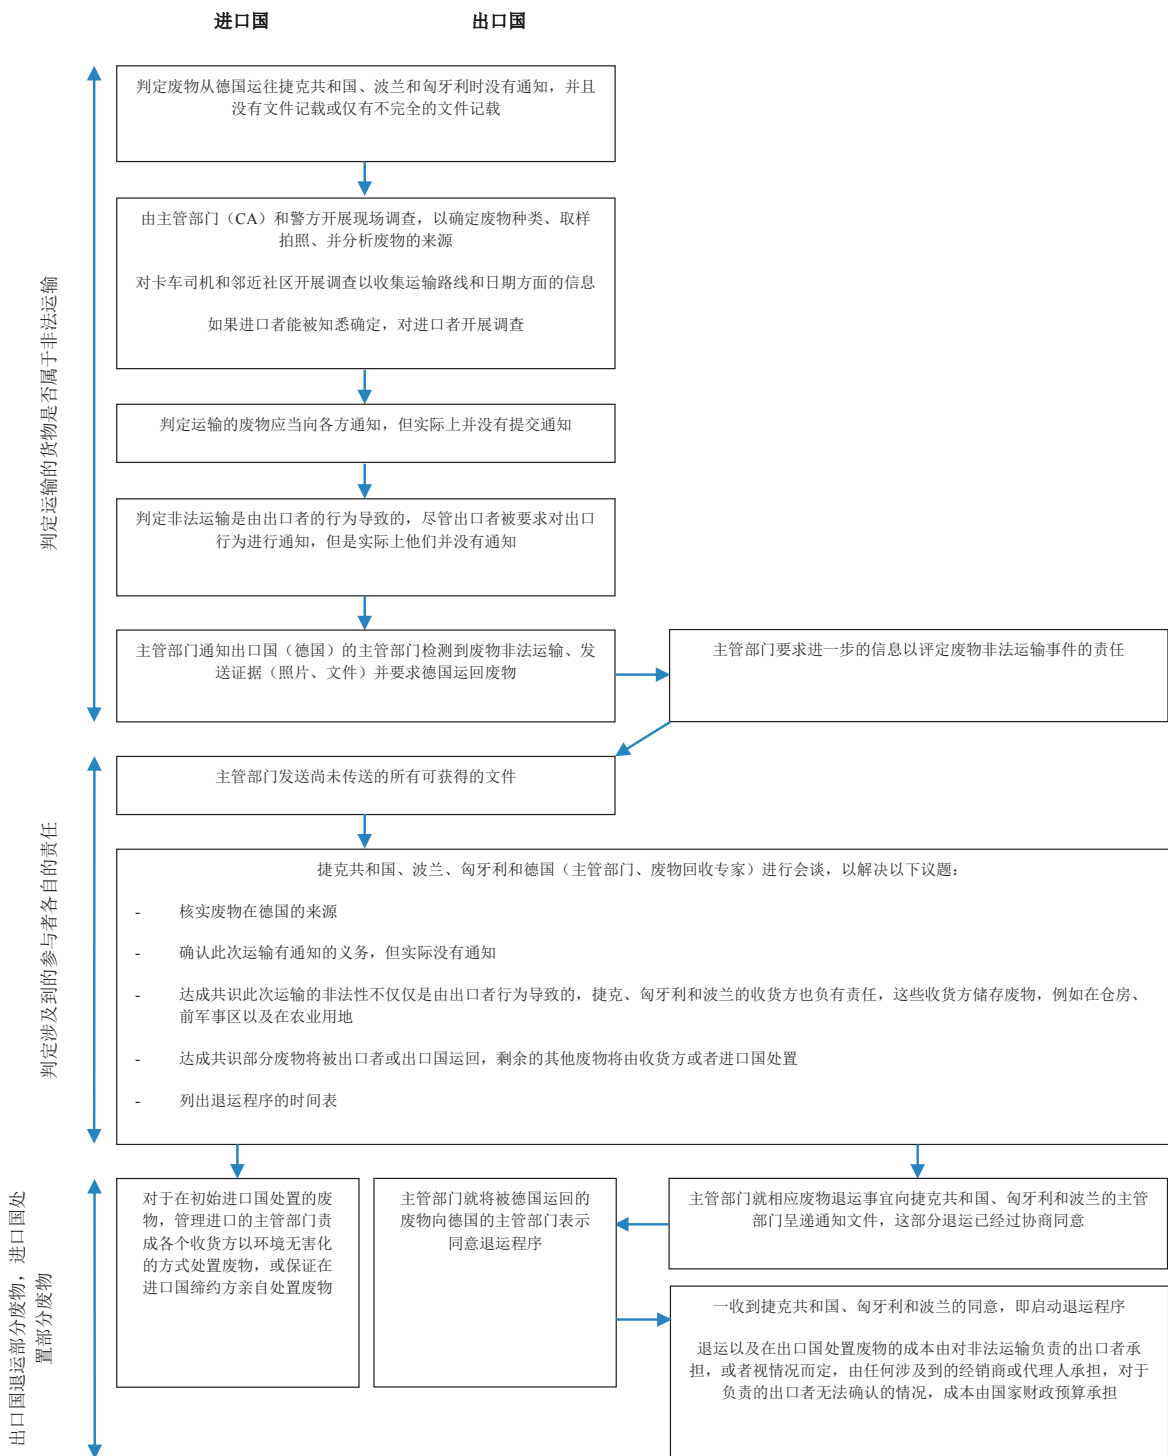 进口国
出口国
判定运输的货物是否属于非法运输
判定废物从德国运往捷克共和国、波兰和匈牙利时没有通知，并且
没有文件记载或仅有不完全的文件记载
由主管部门（CA）和警方开展现场调查，以确定废物种类、取样
拍照、并分析废物的来源
对卡车司机和邻近社区开展调查以收集运输路线和日期方面的信息
如果进口者能被知悉确定，对进口者开展调查
判定运输的废物应当向各方通知，但实际上并没有提交通知
判定非法运输是由出口者的行为导致的，尽管出口者被要求对出口
行为进行通知，但是实际上他们并没有通知
主管部门通知出口国（德国）的主管部门检测到废物非法运输、发
送证据（照片、文件）并要求德国运回废物
主管部门要求进一步的信息以评定废物非法运输事件的责任
判定涉及到的参与者各自的责任
主管部门发送尚未传送的所有可获得的文件
捷克共和国、波兰、匈牙利和德国（主管部门、废物回收专家）进行会谈，以解决以下议题：
- 核实废物在德国的来源
- 确认此次运输有通知的义务，但实际没有通知
- 达成共识此次运输的非法性不仅仅是由出口者行为导致的，捷克、匈牙利和波兰的收货方也负有责任，这些收货方储存废物，例如在仓房、
前军事区以及在农业用地
- 达成共识部分废物将被出口者或出口国运回，剩余的其他废物将由收货方或者进口国处置
- 列出退运程序的时间表
出口国退运部分废物，进口国处
置部分废物
对于在初始进口国处置的废
物，管理进口的主管部门责
成各个收货方以环境无害化
的方式处置废物，或保证在
进口国缔约方亲自处置废物
主管部门就将被德国运回的
废物向德国的主管部门表示
同意退运程序
主管部门就相应废物退运事宜向捷克共和国、匈牙利和波兰的主管
部门呈递通知文件，这部分退运已经过协商同意
一收到捷克共和国、匈牙利和波兰的同意，即启动退运程序
退运以及在出口国处置废物的成本由对非法运输负责的出口者承
担，或者视情况而定，由任何涉及到的经销商或代理人承担，对于
负责的出口者无法确认的情况，成本由国家财政预算承担